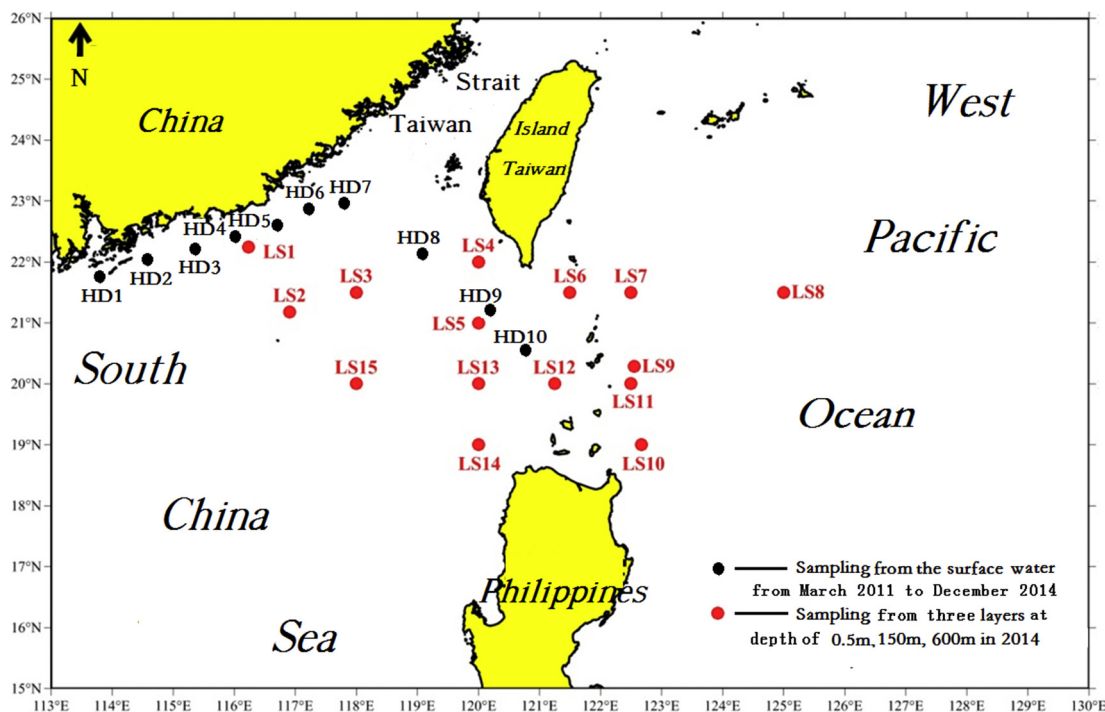 26°N
25°N
24°N
23°N
22°N
21°N
20°N
19°N
18°N
17°N
16°N
15°N
113°E 114°E 115°E 116°E 117°E 118°E 119°E 120°E 121°E 122°E 123°E 124°E 125°E 126°E 127°E 128°E 129°E 130°E
N
China
Strait
Taiwan
Island
Taiwan
West
Pacific
Ocean
South
China
Sea
Philippines
HD1
HD2
HD3
HD4
HD5
HD6
HD7
HD8
HD9
HD10
LS1
LS2
LS3
LS4
LS5
LS6
LS7
LS8
LS9
LS10
LS11
LS12
LS13
LS14
LS15
Sampling from the surface water
from March 2011 to December 2014
Sampling from three layers at
depth of 0.5m, 150m, 600m in 2014